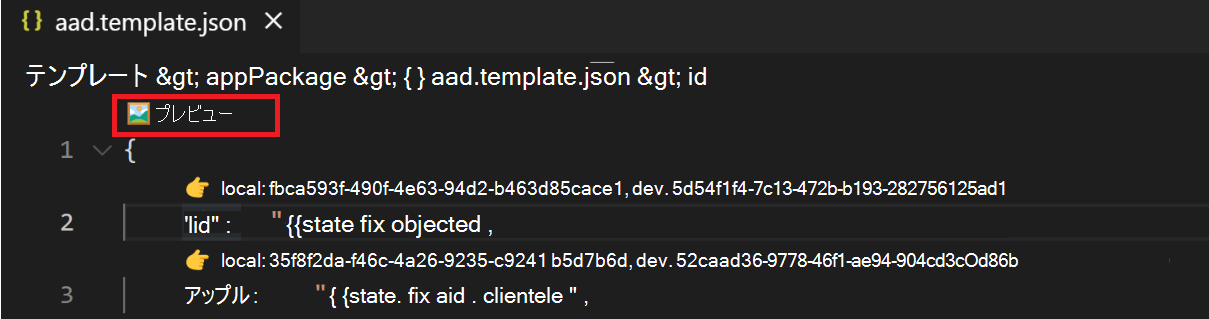 { } aad.template.json ×
テンプレート &gt; appPackage &gt; { } aad.template.json &gt; id
プレビュー
1 {
local: fbca593f-490f-4e63-94d2-b463d85cace1, dev. 5d54f1f4-7c13-472b-b193-282756125ad1
2 'lid" : " {{state fix objected ,
local: 35f8f2da-f46c-4a26-9235-c9241 b5d7b6d, dev. 52caad36-9778-46f1-ae94-904cd3cOd86b
3 アップル : " { {state. fix aid . clientele " ,